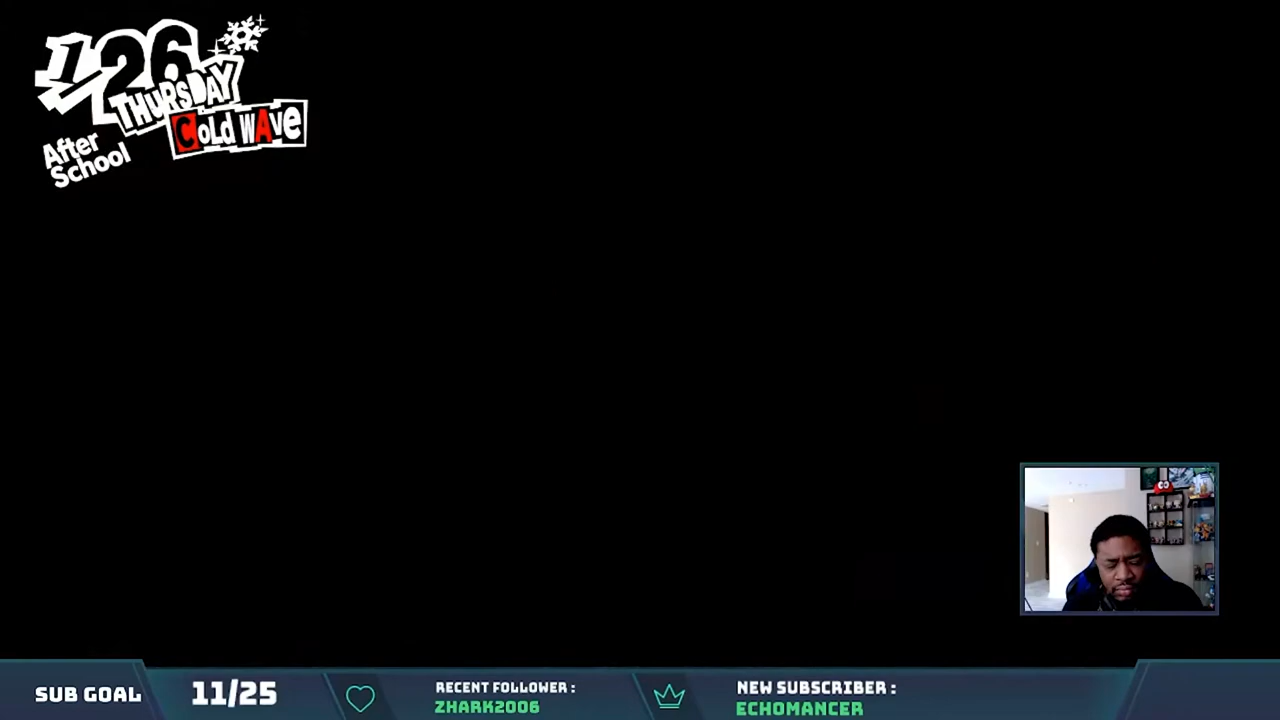 1/26
THURSDAY
Cold Wave
After
School
SUB GOAL
11/25
RECENT FOLLOWER :
ZHARK2006
NEW SUBSCRIBER :
ECHOMANCER